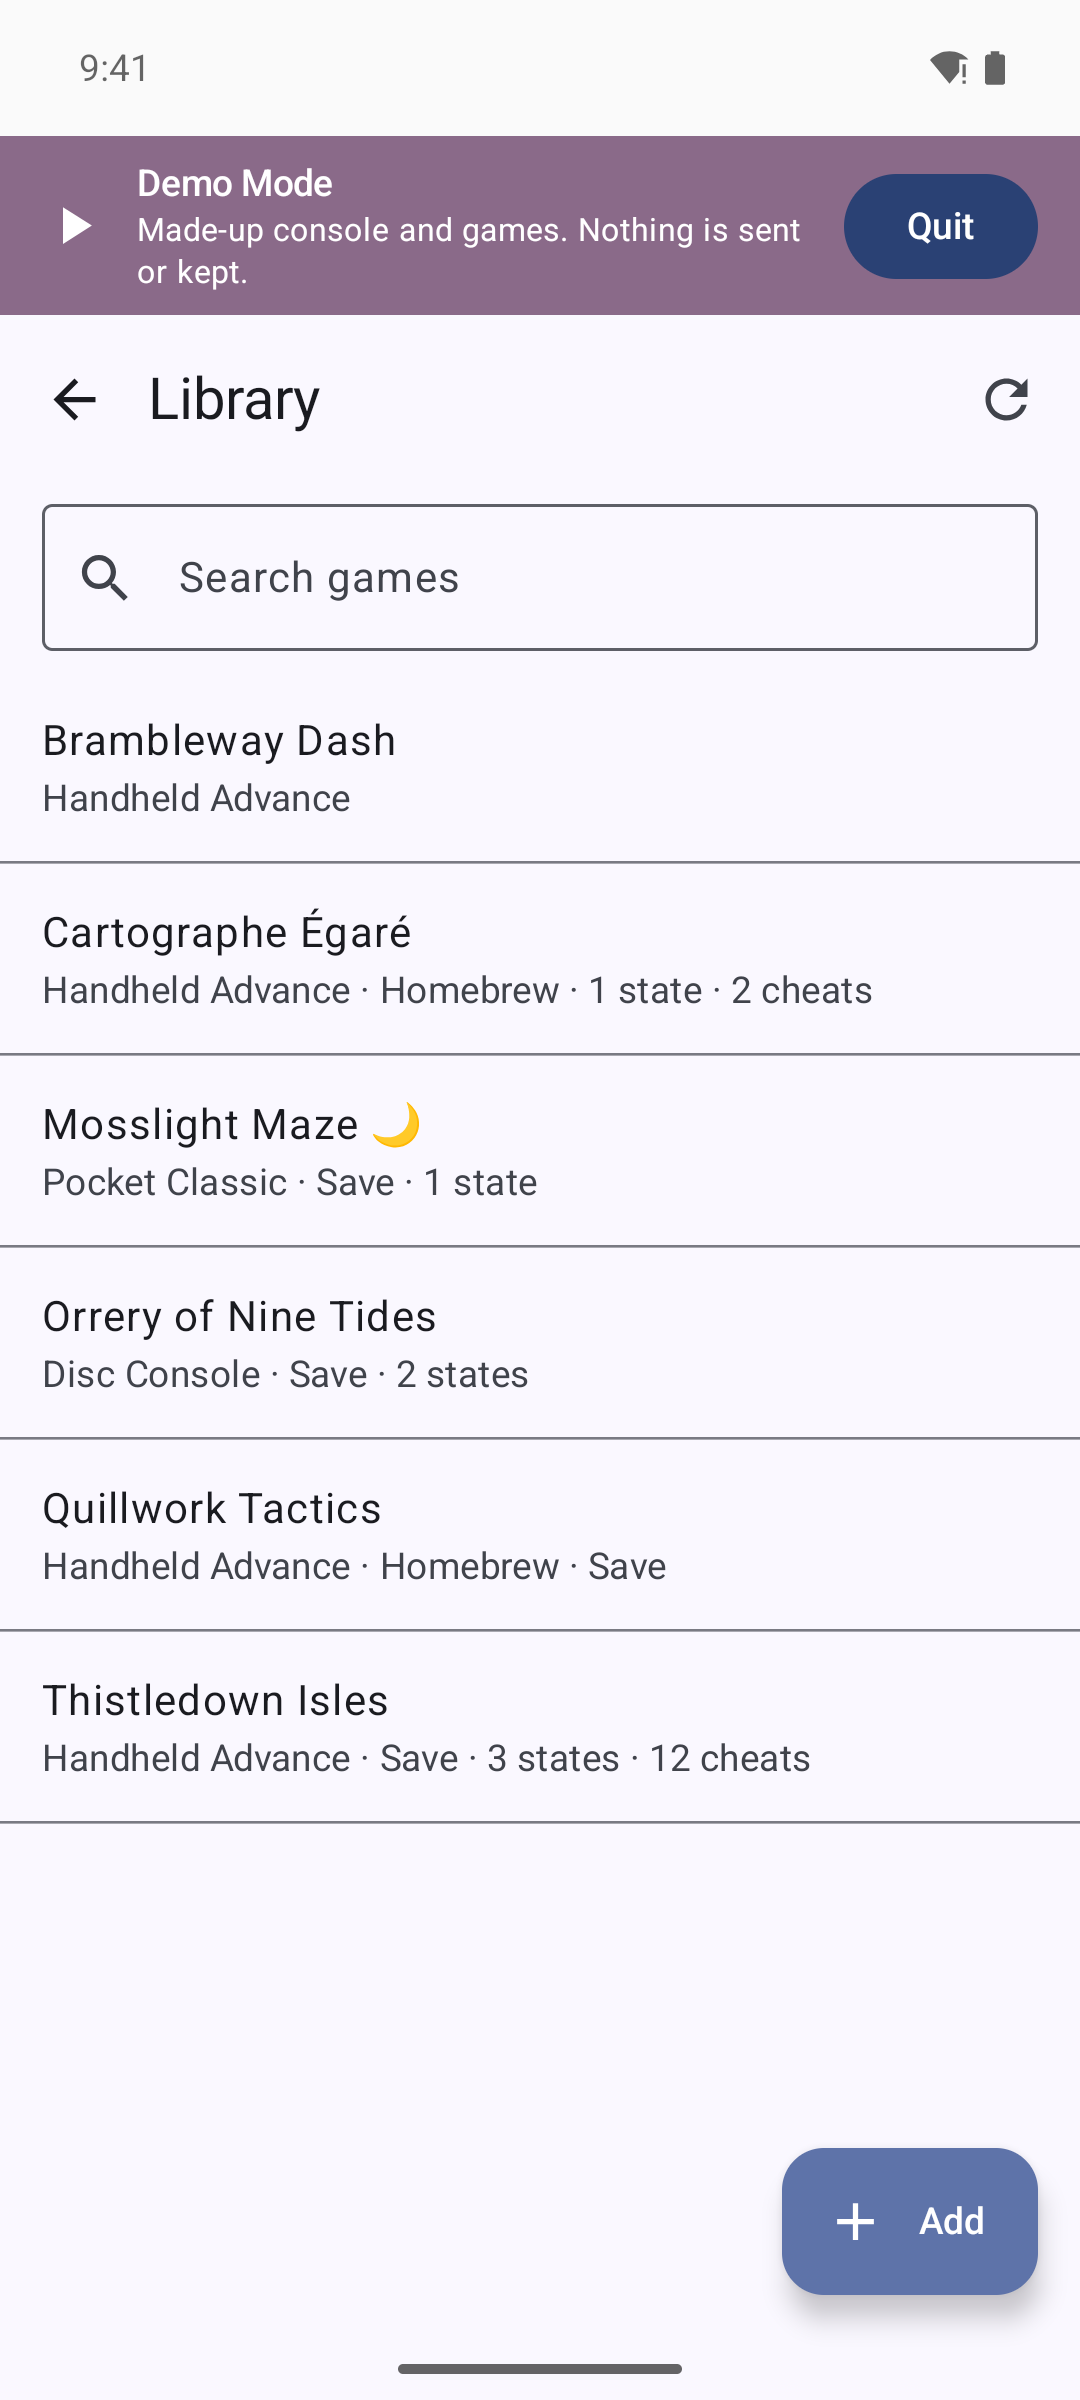 9:41
Demo Mode
Made-up console and games. Nothing is sent
or kept.
Quit
Library
Search games
Brambleway Dash
Handheld Advance
Cartographe Égaré
Handheld Advance · Homebrew · 1 state · 2 cheats
Mosslight Maze 🌙
Pocket Classic · Save · 1 state
Orrery of Nine Tides
Disc Console · Save · 2 states
Quillwork Tactics
Handheld Advance · Homebrew · Save
Thistledown Isles
Handheld Advance · Save · 3 states · 12 cheats
Add